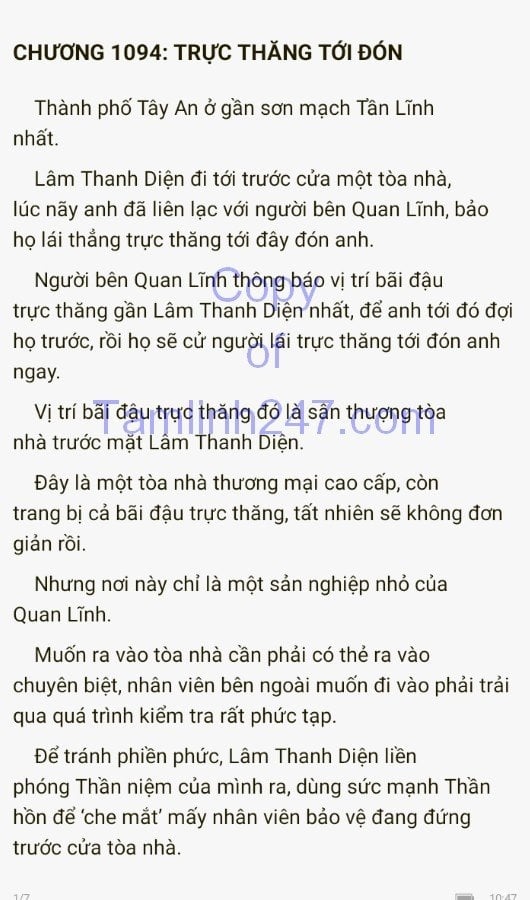 CHƯƠNG 1094: TRỰC THĂNG TỚI ĐÓN
Thành phố Tây An ở gần sơn mạch Tần Lĩnh
nhất.
Lâm Thanh Diện đi tới trước cửa một tòa nhà,
lúc nãy anh đã liên lạc với người bên Quan Lĩnh, bảo
họ lái thẳng trực thăng tới đây đón anh.
Người bên Quan Lĩnh thông báo vị trí bãi đậu
trực thăng gần Lâm Thanh Diện nhất, để anh tới đó đợi
họ trước, rồi họ sẽ cử người lái trực thăng tới đón anh
ngay.
Vị trí bãi đậu trực thăng đó là sân thượng tòa
nhà trước mặt Lâm Thanh Diện.
Đây là một tòa nhà thương mại cao cấp, còn
trang bị cả bãi đậu trực thăng, tất nhiên sẽ không đơn
giản rồi.
Nhưng nơi này chỉ là một sản nghiệp nhỏ của
Quan Lĩnh.
Muốn ra vào tòa nhà cần phải có thẻ ra vào
chuyên biệt, nhân viên bên ngoài muốn đi vào phải trải
qua quá trình kiểm tra rất phức tạp.
Để tránh phiền phức, Lâm Thanh Diện liền
phóng Thần niệm của mình ra, dùng sức mạnh Thần
hồn để ‘che mắt’ mấy nhân viên bảo vệ đang đứng
trước cửa tòa nhà.
Copy
of
Tamlinh247.com
1/7
10:47